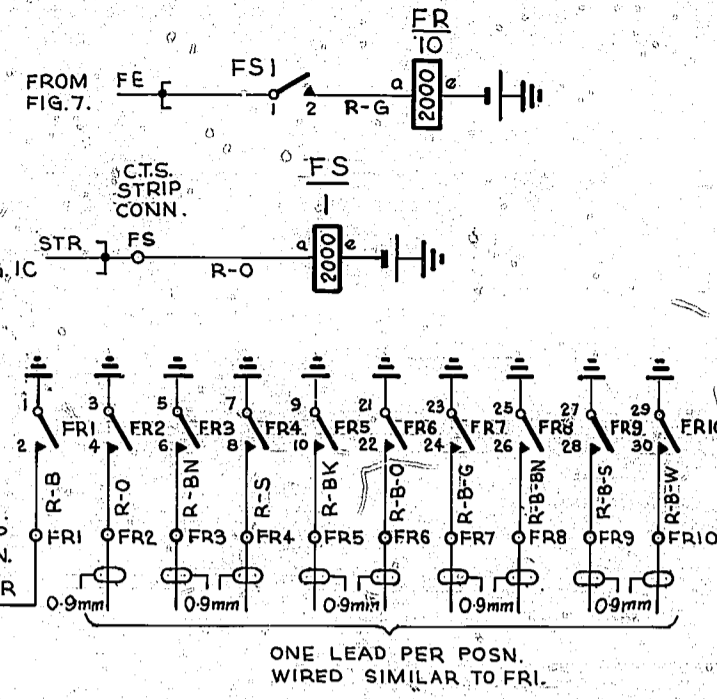 FR
10
FROM
FIG.7.
FE
FS1
1
2
R-G
a
2000
e
C.T.S.
STRIP
CONN.
FS
1
STR
FS
G.1C
R-O
a
2000
e
1 3 5 7 9 21 23 25 27 29
FR1 FR2 FR3 FR4 FR5 FR6 FR7 FR8 FR9 FR10
2 4 6 8 10 22 24 26 28 30
R-B R-O R-BN R-S R-BK R-B-O R-B-G R-B-BN R-B-S R-B-W
N.
FR1 FR2 FR3 FR4 FR5 FR6 FR7 FR8 FR9 FR10
R
0.9mm 0.9mm 0.9mm 0.9mm 0.9mm
ONE LEAD PER POSN.
WIRED SIMILAR TO FR1.